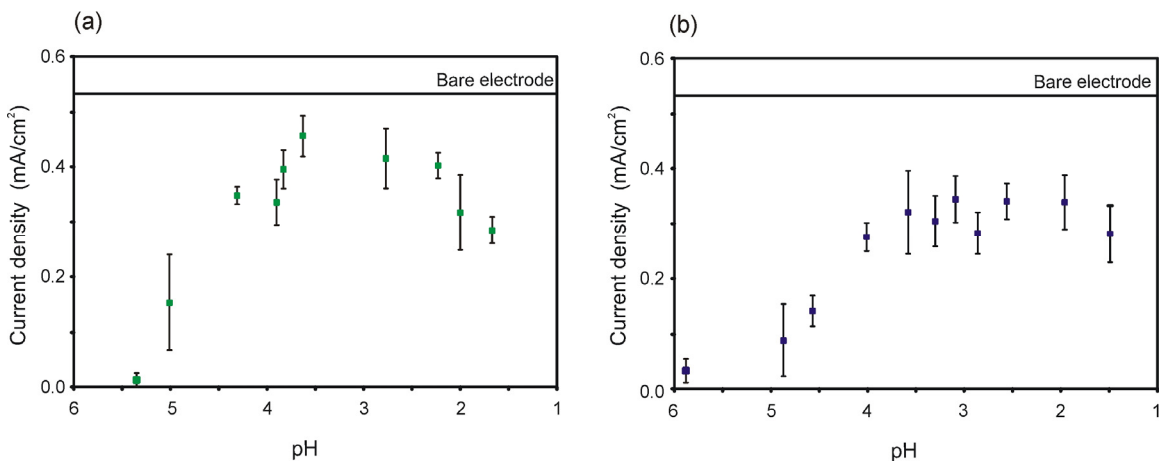 (a)
0.6
Bare electrode
0.4
0.2
0.0
Current density (mA/cm²)
6 5 4 3 2 1
pH
(b)
0.6
Bare electrode
0.4
0.2
0.0
Current density (mA/cm²)
6 5 4 3 2 1
pH